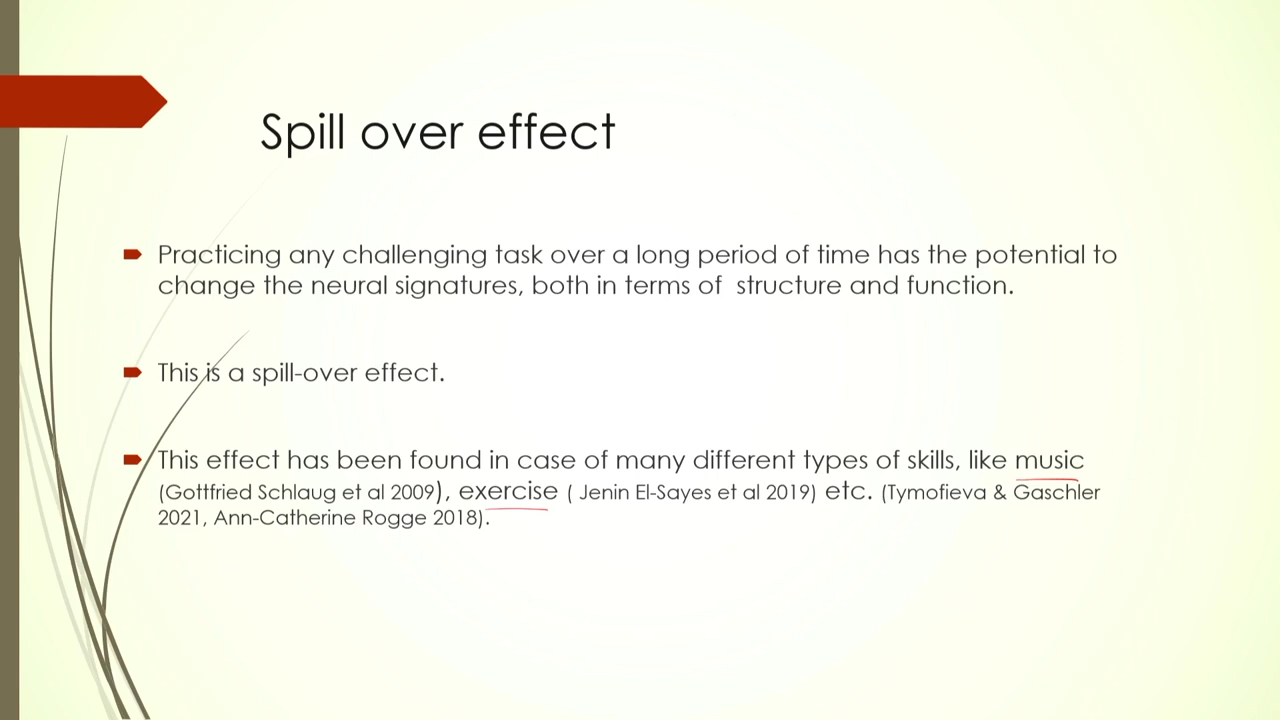 Spill over effect
Practicing any challenging task over a long period of time has the potential to
change the neural signatures, both in terms of structure and function.
This is a spill-over effect.
This effect has been found in case of many different types of skills, like music
(Gottfried Schlaug et al 2009), exercise ( Jenin El-Sayes et al 2019) etc. (Tymofieva & Gaschler
2021, Ann-Catherine Rogge 2018).